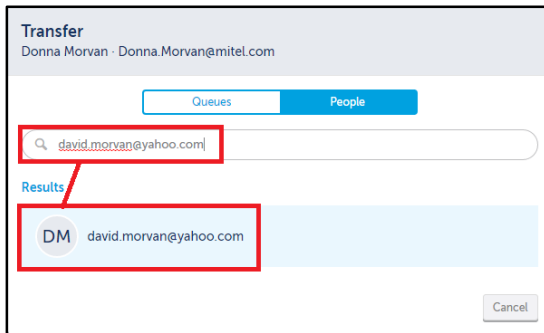 Transfer
Donna Morvan · Donna.Morvan@mitel.com
Queues People
david.morvan@yahoo.com
Results
DM david.morvan@yahoo.com
Cancel